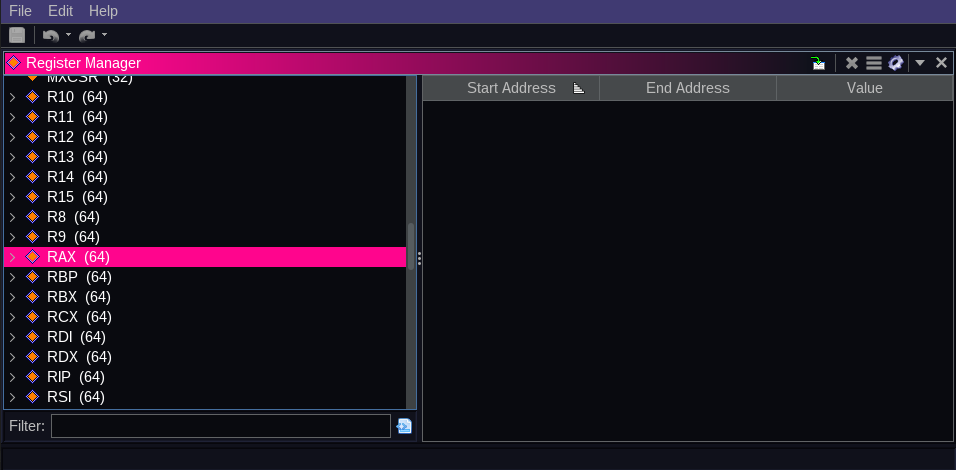 File Edit Help
Register Manager
MXCSR (32)
R10 (64)
R11 (64)
R12 (64)
R13 (64)
R14 (64)
R15 (64)
R8 (64)
R9 (64)
RAX (64)
RBP (64)
RBX (64)
RCX (64)
RDI (64)
RDX (64)
RIP (64)
RSI (64)
Filter:
Start Address End Address Value